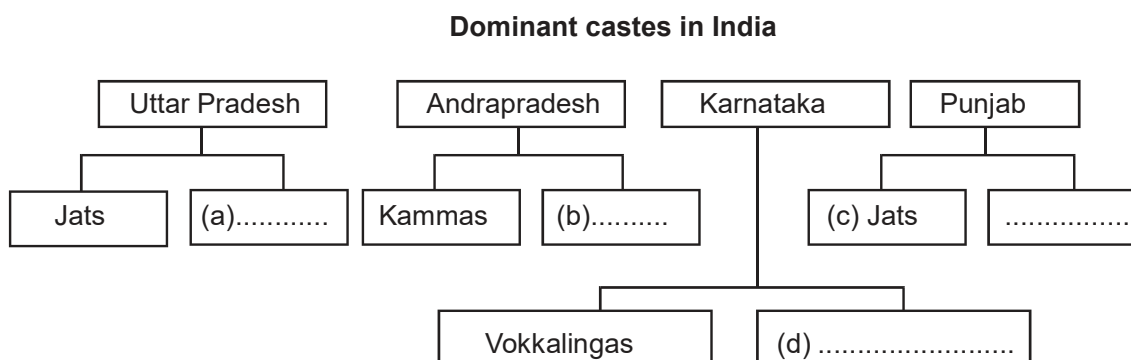 Dominant castes in India
Uttar Pradesh
Andrapradesh
Karnataka
Punjab
Jats
(a)............
Kammas
(b)..........
(c) Jats
.................
Vokkalingas
(d) ..........................